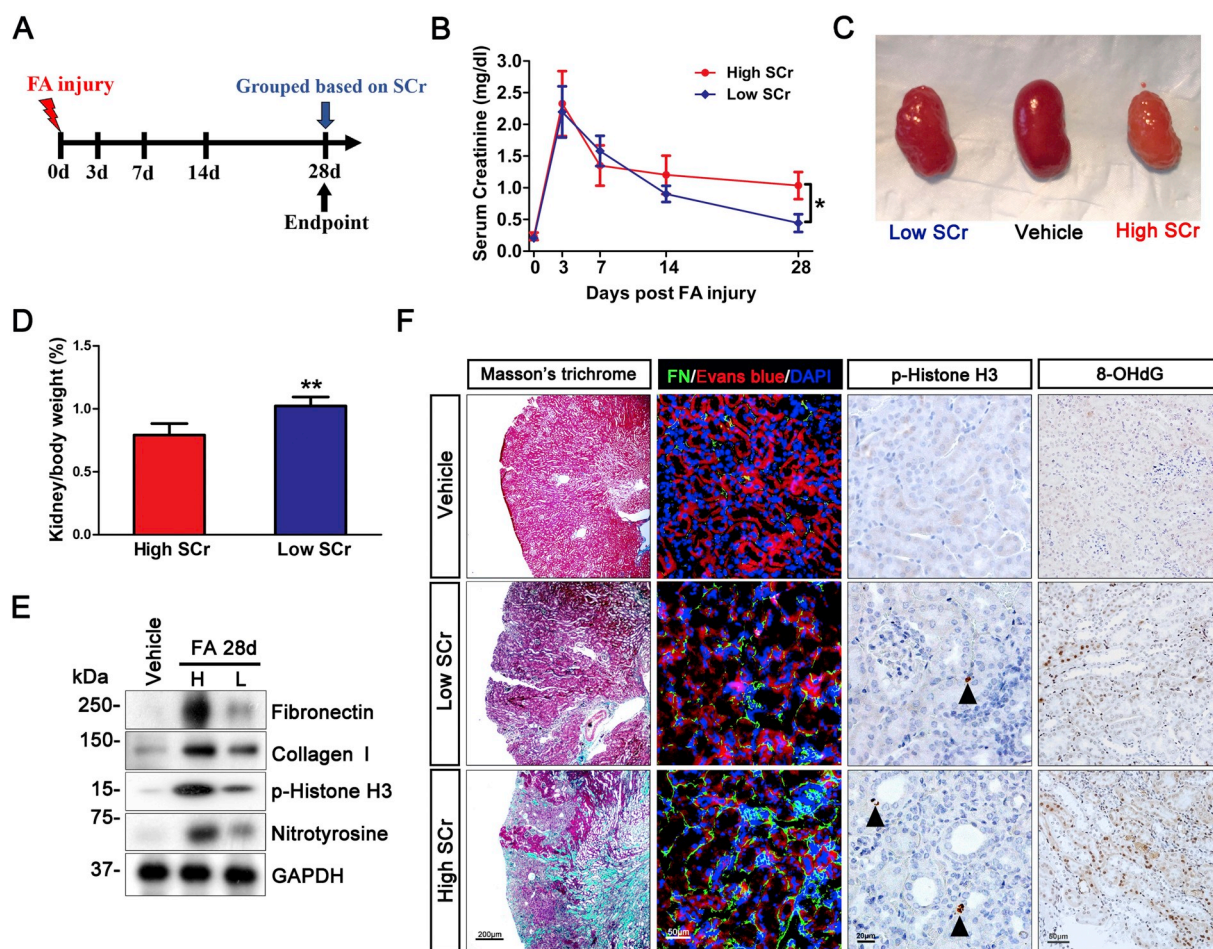 A
FA injury
Grouped based on SCr
0d 3d 7d 14d 28d
Endpoint
B
Serum Creatinine (mg/dl)
3.0
2.5
2.0
1.5
1.0
0.5
0.0
High SCr
Low SCr
*
0 3 7 14 28
Days post FA injury
C
Low SCr Vehicle High SCr
D
Kidney/body weight (%)
1.5
1.0
0.5
0.0
**
High SCr Low SCr
E
Vehicle
FA 28d
kDa H L
250- Fibronectin
150- Collagen I
15- p-Histone H3
75- Nitrotyrosine
37- GAPDH
F
Masson's trichrome FN/Evans blue/DAPI p-Histone H3 8-OHdG
Vehicle
Low SCr
High SCr
200μm 50μm 20μm 50μm